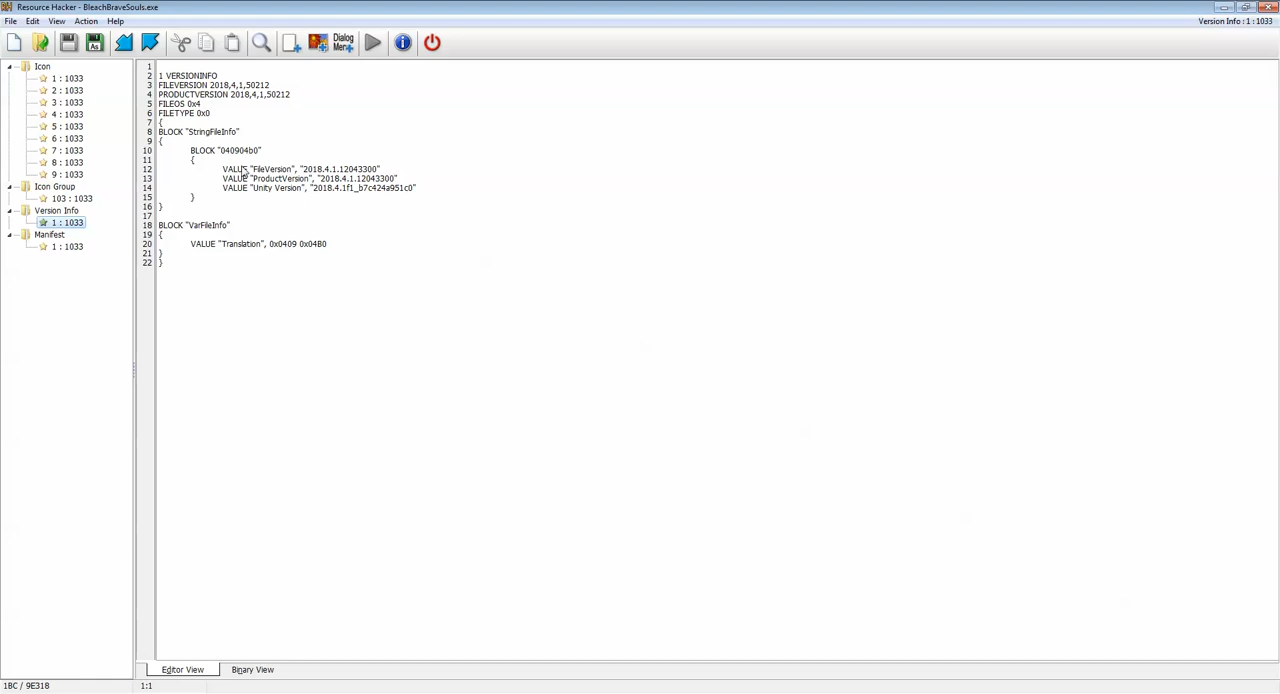 Resource Hacker - BleachBraveSouls.exe
File Edit View Action Help
Version Info : 1 : 1033
As
Dialog
Menu
Icon
1 : 1033
2 : 1033
3 : 1033
4 : 1033
5 : 1033
6 : 1033
7 : 1033
8 : 1033
9 : 1033
Icon Group
103 : 1033
Version Info
1 : 1033
Manifest
1 : 1033
1
2 1 VERSIONINFO
3 FILEVERSION 2018,4,1,50212
4 PRODUCTVERSION 2018,4,1,50212
5 FILEOS 0x4
6 FILETYPE 0x0
7 {
8 BLOCK "StringFileInfo"
9 {
10 BLOCK "040904b0"
11 {
12 VALUE "FileVersion", "2018.4.1.12043300"
13 VALUE "ProductVersion", "2018.4.1.12043300"
14 VALUE "Unity Version", "2018.4.1f1_b7c424a951c0"
15 }
16 }
17
18 BLOCK "VarFileInfo"
19 {
20 VALUE "Translation", 0x0409 0x04B0
21 }
22 }
Editor View Binary View
1BC / 9E318 1:1